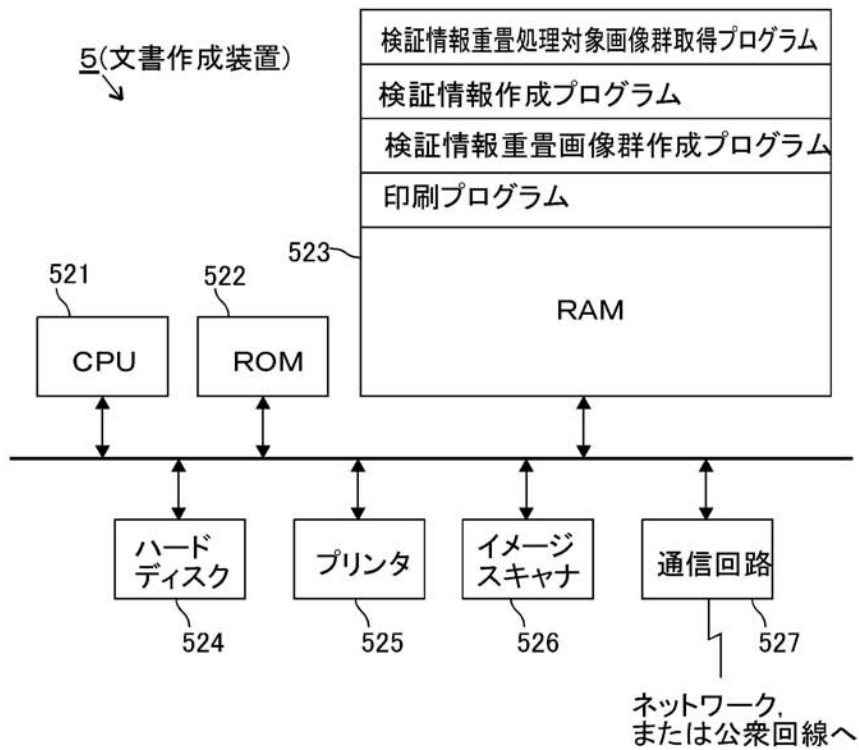 5(文書作成装置)
検証情報重畳処理対象画像群取得プログラム
検証情報作成プログラム
検証情報重畳画像群作成プログラム
印刷プログラム
523
RAM
521
CPU
522
ROM
ハード
ディスク
524
プリンタ
525
イメージ
スキャナ
526
通信回路
527
ネットワーク,
または公衆回線へ